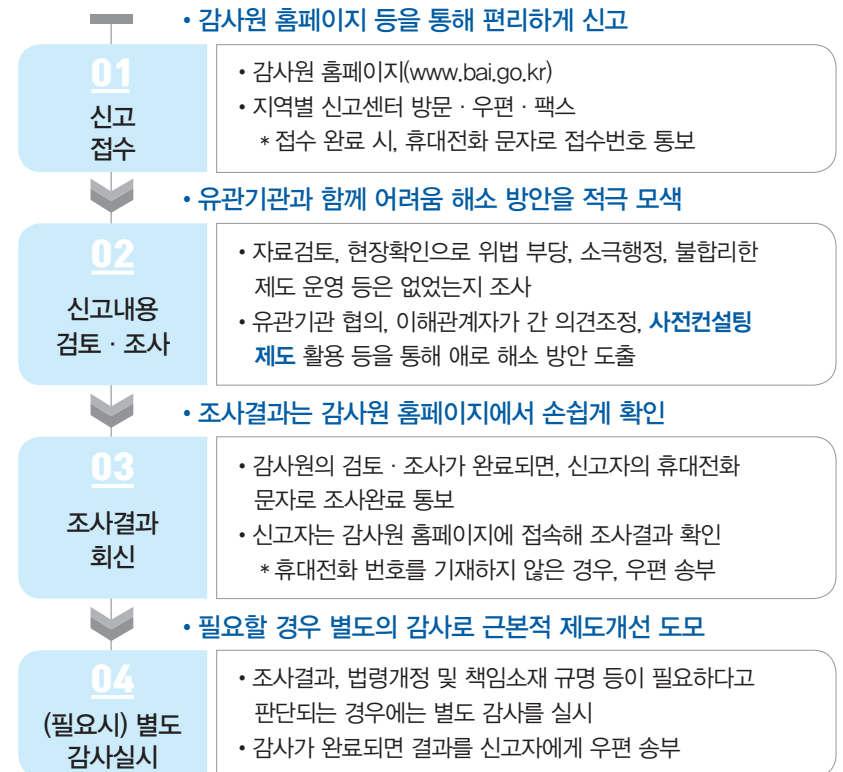 • 감사원 홈페이지 등을 통해 편리하게 신고
01
신고
접수
• 감사원 홈페이지(www.bai.go.kr)
• 지역별 신고센터 방문 · 우편 · 팩스
* 접수 완료 시, 휴대전화 문자로 접수번호 통보
• 유관기관과 함께 어려움 해소 방안을 적극 모색
02
신고내용
검토 · 조사
• 자료검토, 현장확인으로 위법 부당, 소극행정, 불합리한
제도 운영 등은 없었는지 조사
• 유관기관 협의, 이해관계자가 간 의견조정, 사전컨설팅
제도 활용 등을 통해 애로 해소 방안 도출
• 조사결과는 감사원 홈페이지에서 손쉽게 확인
03
조사결과
회신
• 감사원의 검토 · 조사가 완료되면, 신고자의 휴대전화
문자로 조사완료 통보
• 신고자는 감사원 홈페이지에 접속해 조사결과 확인
* 휴대전화 번호를 기재하지 않은 경우, 우편 송부
• 필요할 경우 별도의 감사로 근본적 제도개선 도모
04
(필요시) 별도
감사실시
• 조사결과, 법령개정 및 책임소재 규명 등이 필요하다고
판단되는 경우에는 별도 감사를 실시
• 감사가 완료되면 결과를 신고자에게 우편 송부